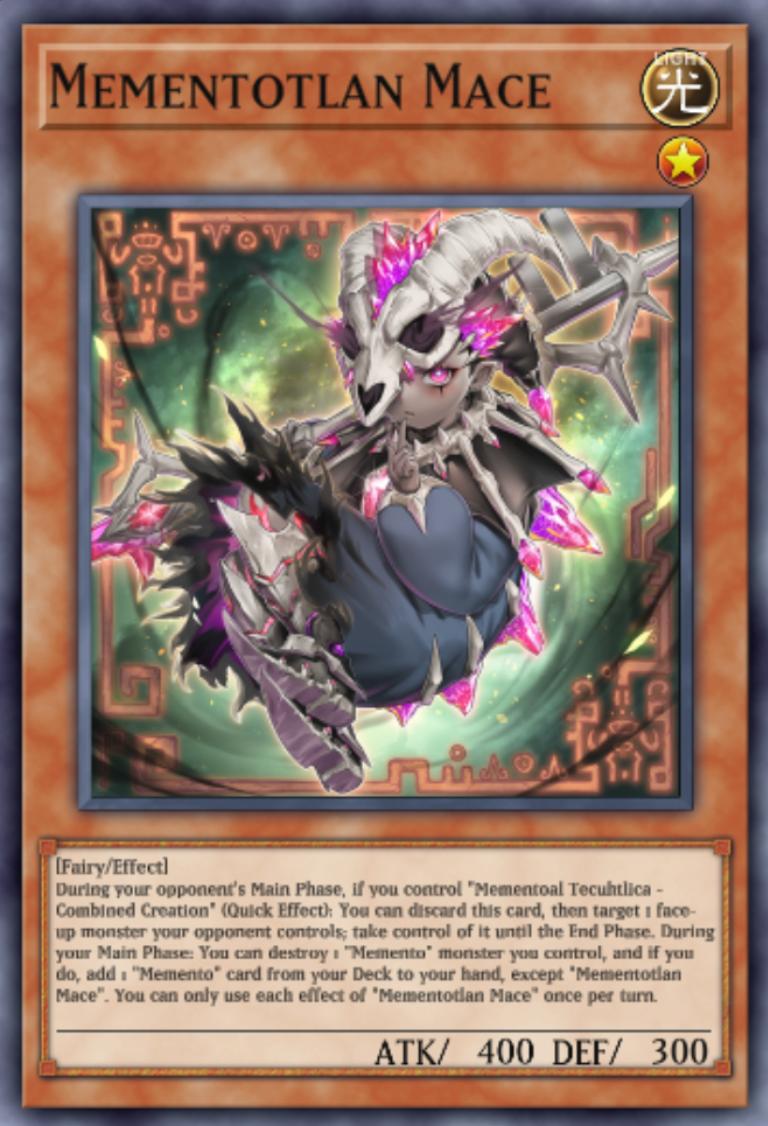 Mementotlan Mace
LIGHT
光
[Fairy/Effect]
During your opponent's Main Phase, if you control "Mementoal Tecuhtlica -
Combined Creation" (Quick Effect): You can discard this card, then target 1 face-
up monster your opponent controls; take control of it until the End Phase. During
your Main Phase: You can destroy 1 "Memento" monster you control, and if you
do, add 1 "Memento" card from your Deck to your hand, except "Mementotlan
Mace". You can only use each effect of "Mementotlan Mace" once per turn.
ATK/ 400 DEF/ 300